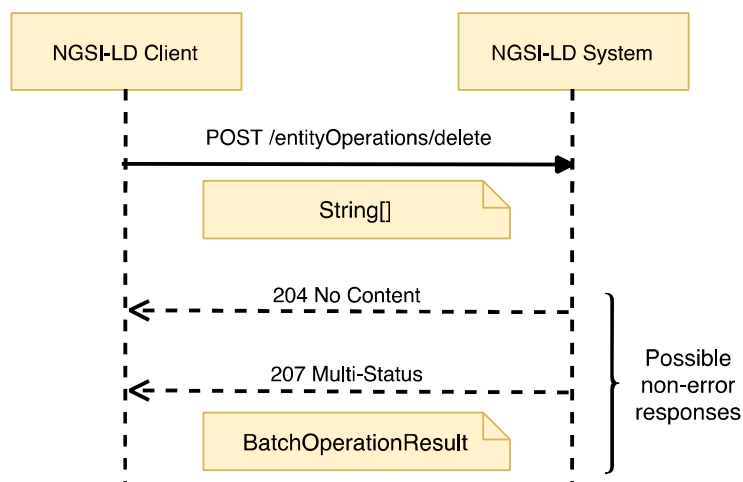 NGSI-LD Client
NGSI-LD System
POST /entityOperations/delete
String[]
204 No Content
207 Multi-Status
Possible
non-error
responses
BatchOperationResult